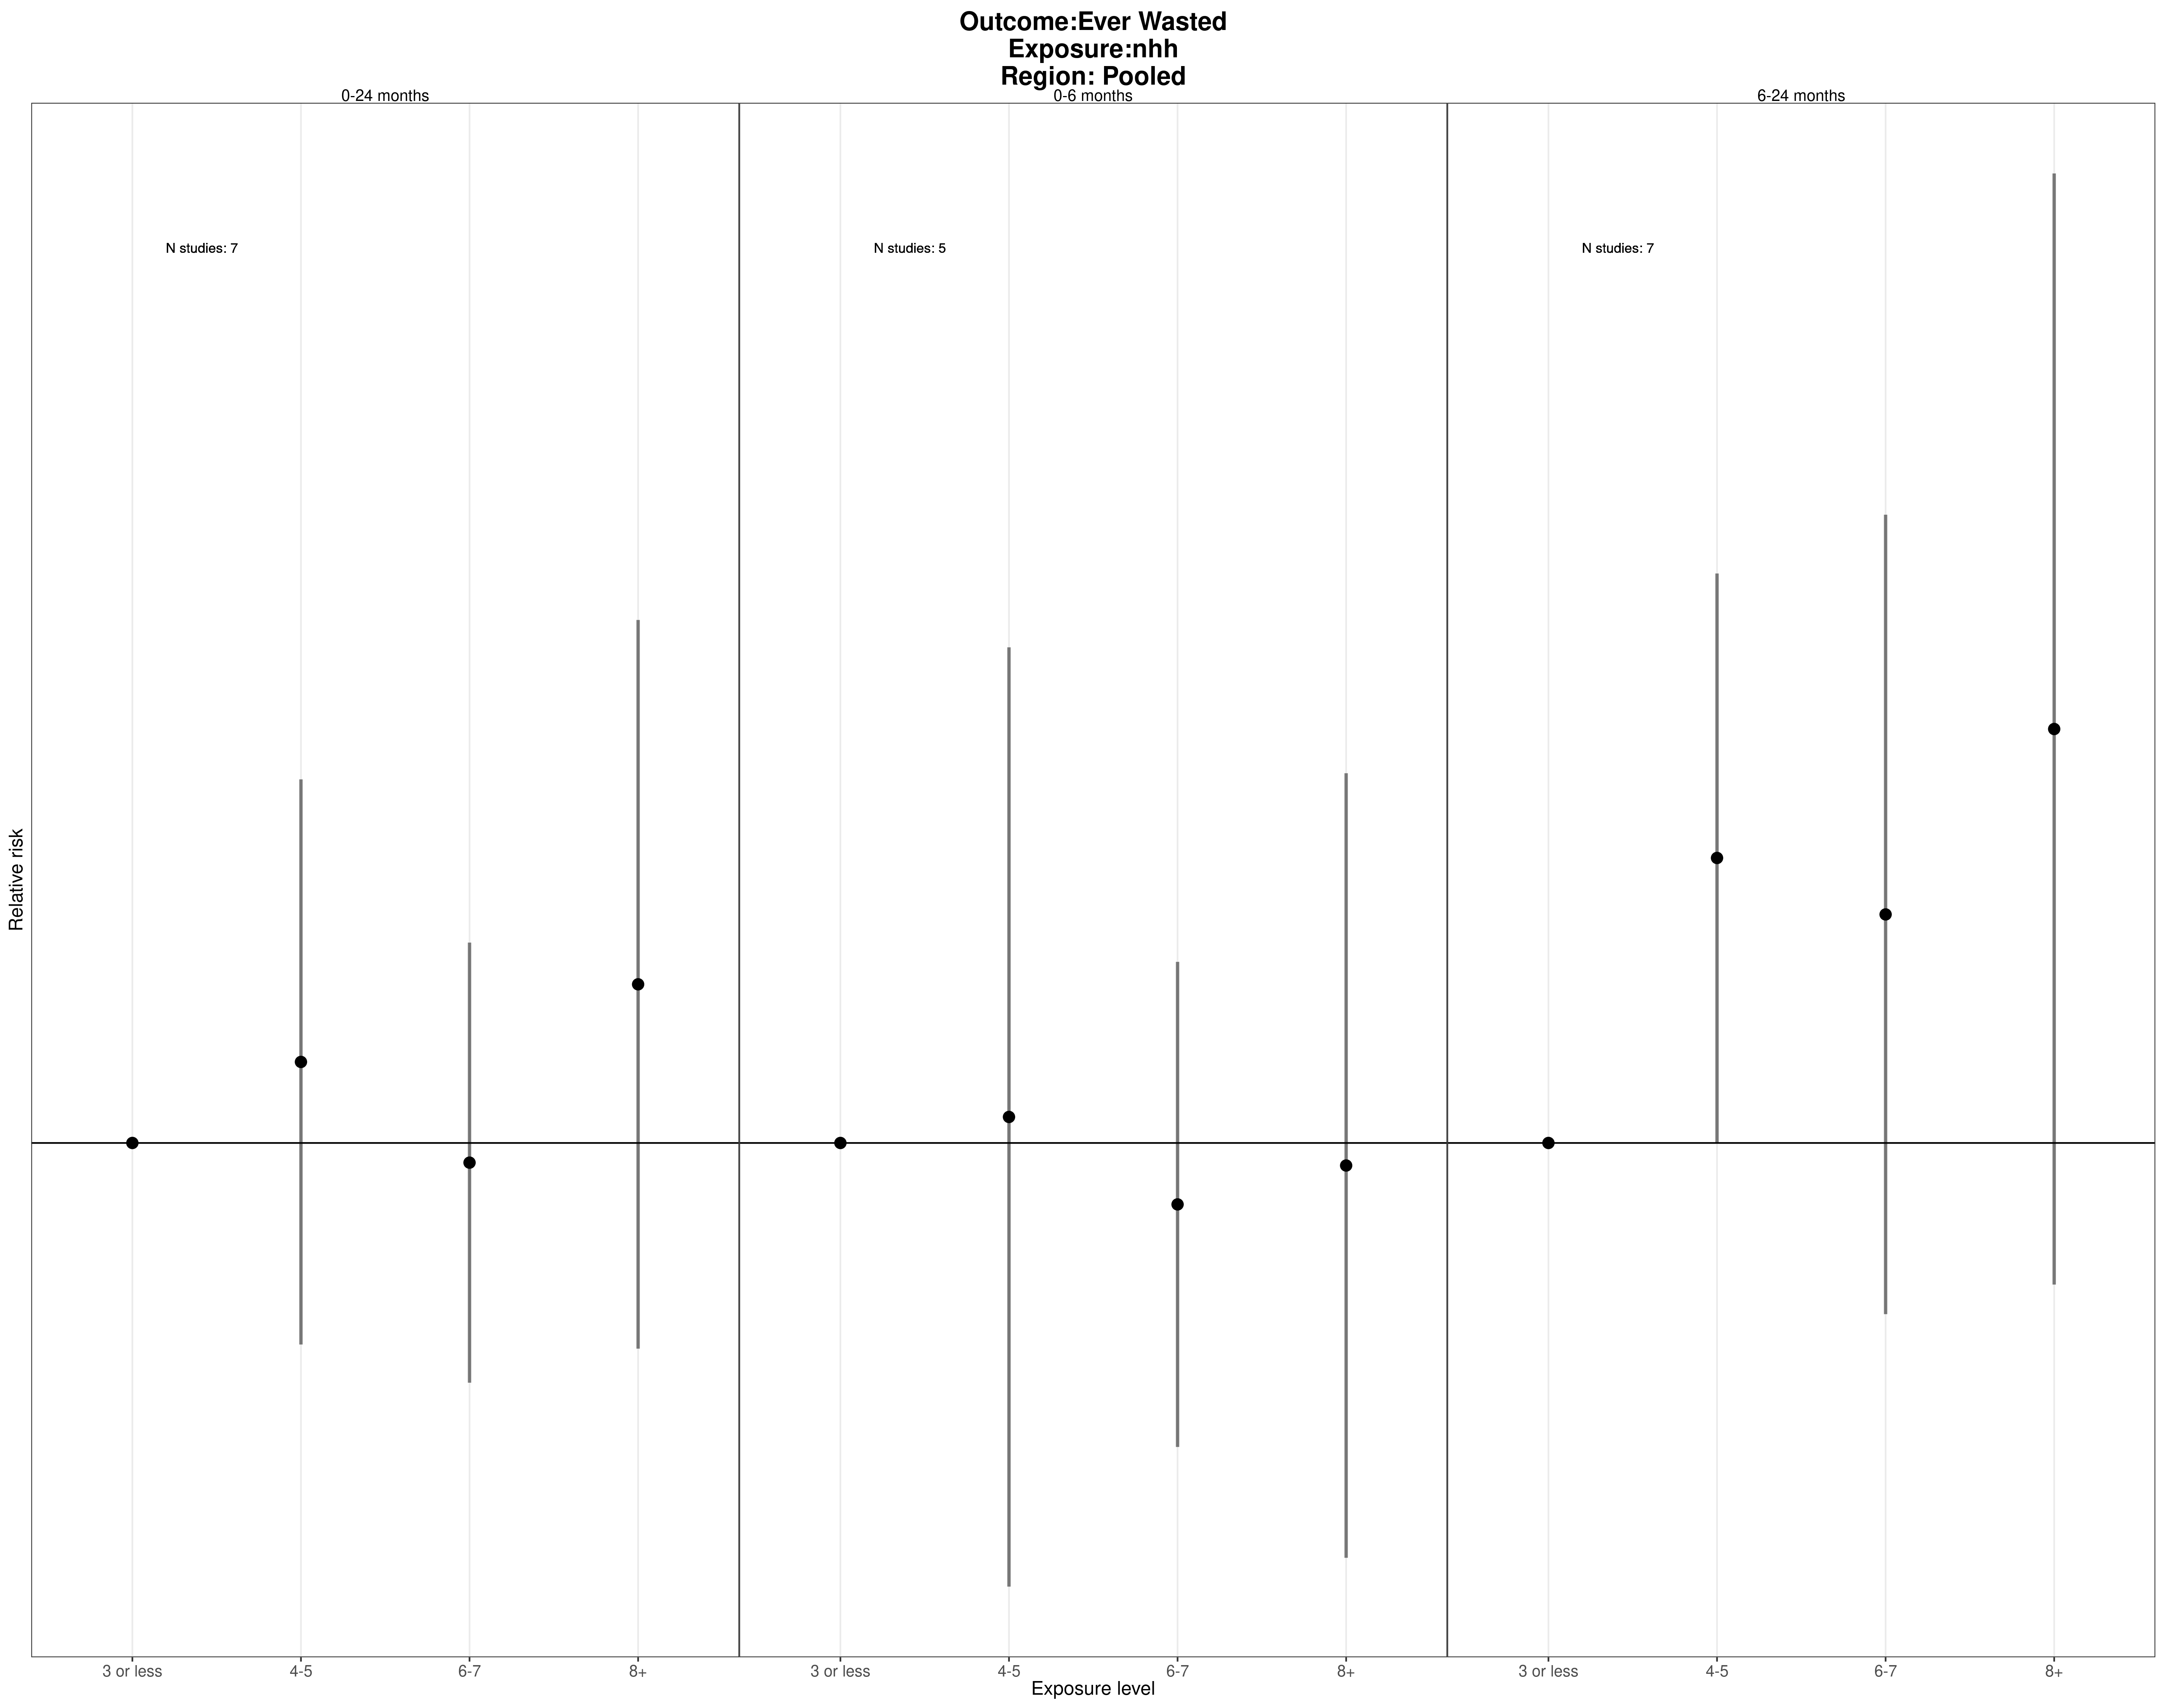 Outcome:Ever Wasted
Exposure:nhh
Region: Pooled
0-24 months
0-6 months
6-24 months
N studies: 7
N studies: 5
N studies: 7
Relative risk
3 or less
4-5
6-7
8+
3 or less
4-5
6-7
8+
3 or less
4-5
6-7
8+
Exposure level